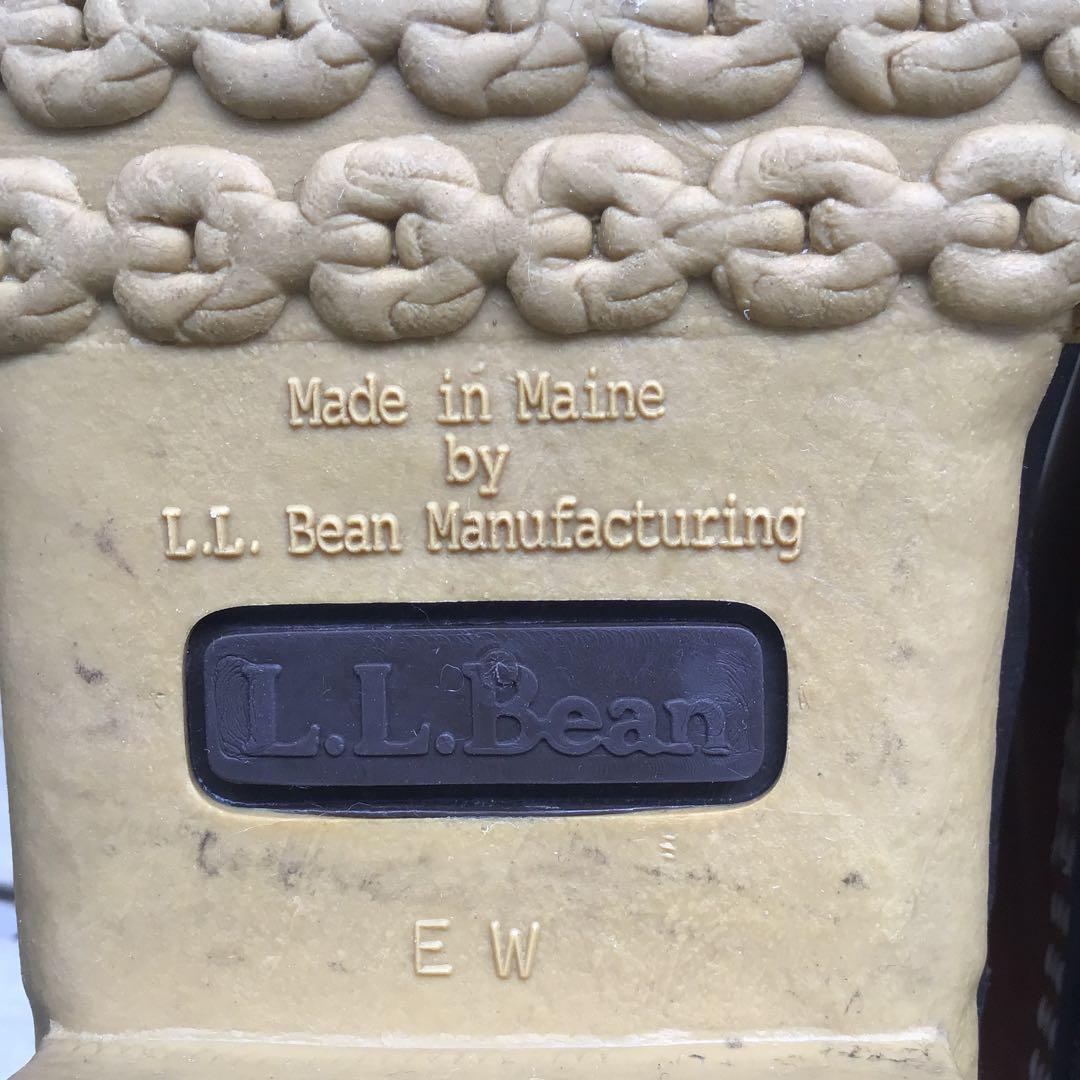 Made in Maine
by
L.L. Bean Manufacturing
L.L.Bean
E W